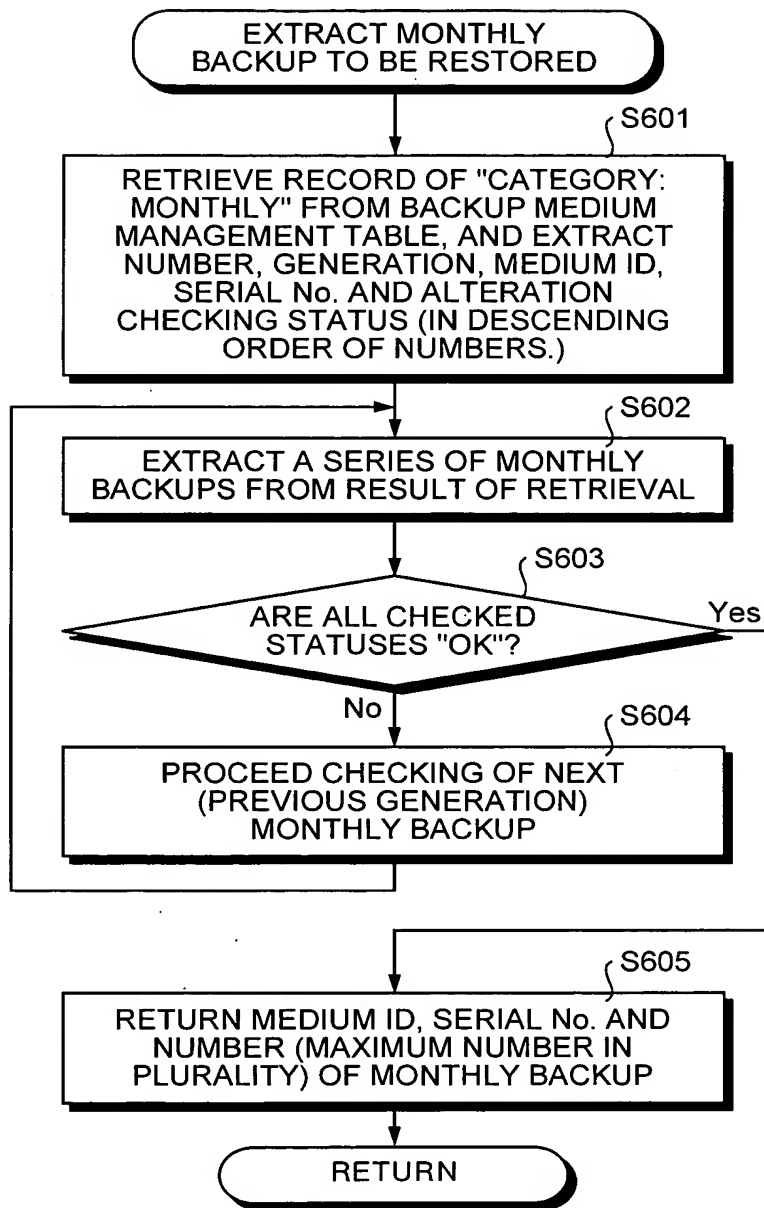 EXTRACT MONTHLY
BACKUP TO BE RESTORED
S601
RETRIEVE RECORD OF "CATEGORY:
MONTHLY" FROM BACKUP MEDIUM
MANAGEMENT TABLE, AND EXTRACT
NUMBER, GENERATION, MEDIUM ID,
SERIAL No. AND ALTERATION
CHECKING STATUS (IN DESCENDING
ORDER OF NUMBERS.)
S602
EXTRACT A SERIES OF MONTHLY
BACKUPS FROM RESULT OF RETRIEVAL
S603
ARE ALL CHECKED
STATUSES "OK"?
Yes
No
S604
PROCEED CHECKING OF NEXT
(PREVIOUS GENERATION)
MONTHLY BACKUP
S605
RETURN MEDIUM ID, SERIAL No. AND
NUMBER (MAXIMUM NUMBER IN
PLURALITY) OF MONTHLY BACKUP
RETURN